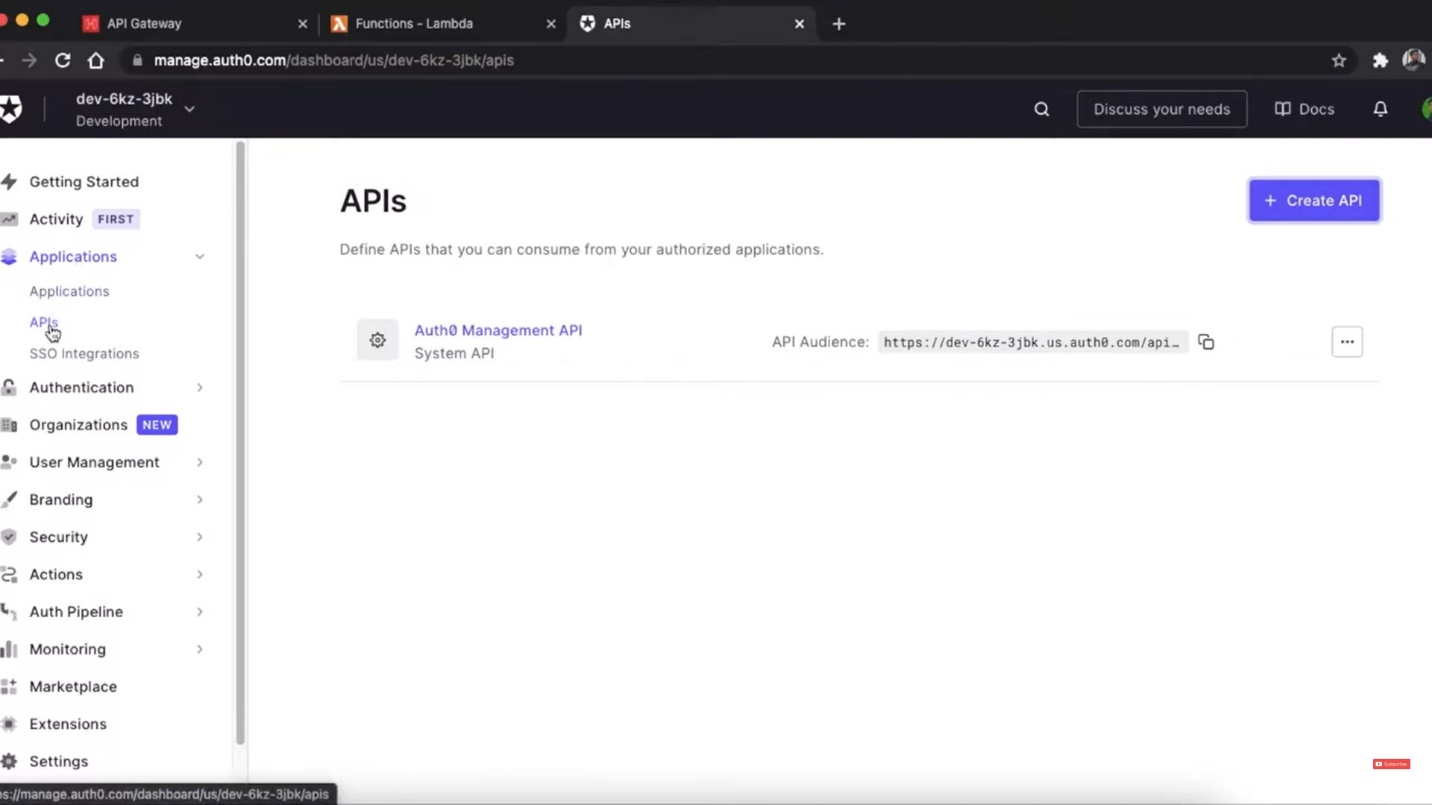 API Gateway
Functions – Lambda
APIs
manage.auth0.com/dashboard/us/dev-6kz-3jbk/apis
dev-6kz-3jbk
Development
Discuss your needs
Docs
Getting Started
Activity FIRST
Applications
Applications
APIs
SSO Integrations
Authentication
Organizations NEW
User Management
Branding
Security
Actions
Auth Pipeline
Monitoring
Marketplace
Extensions
Settings
APIs
+ Create API
Define APIs that you can consume from your authorized applications.
Auth0 Management API
System API
API Audience: https://dev-6kz-3jbk.us.auth0.com/api…
Subscribe
ps://manage.auth0.com/dashboard/us/dev-6kz-3jbk/apis